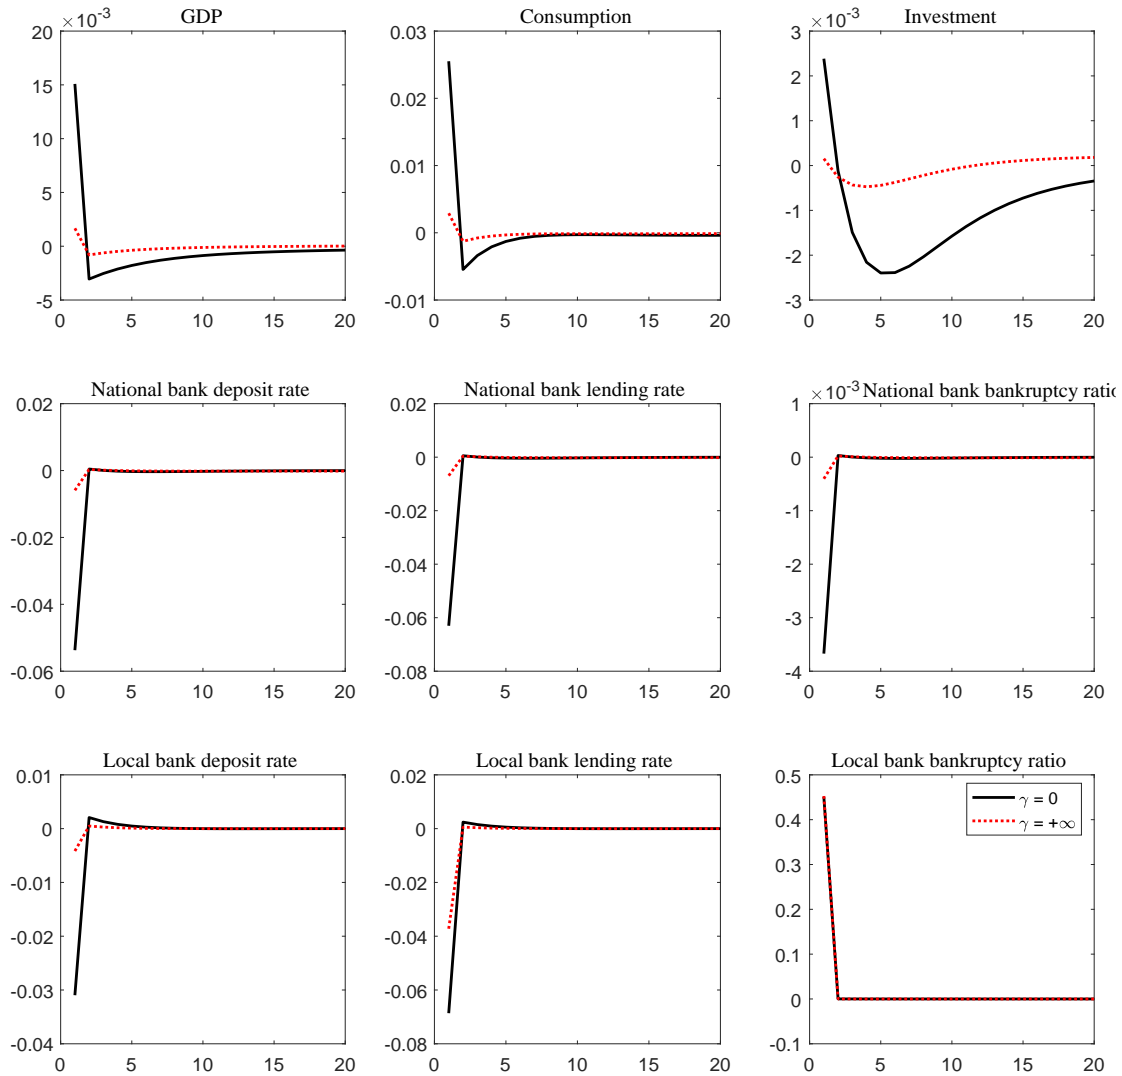 GDP
×10-3
20
15
10
5
0
-5
0 5 10 15 20
Consumption
0.03
0.02
0.01
0
-0.01
0 5 10 15 20
Investment
×10-3
3
2
1
0
-1
-2
-3
0 5 10 15 20
National bank deposit rate
0.02
0
-0.02
-0.04
-0.06
0 5 10 15 20
National bank lending rate
0.02
0
-0.02
-0.04
-0.06
-0.08
0 5 10 15 20
×10-3 National bank bankruptcy ratio
1
0
-1
-2
-3
-4
0 5 10 15 20
Local bank deposit rate
0.01
0
-0.01
-0.02
-0.03
-0.04
0 5 10 15 20
Local bank lending rate
0.02
0
-0.02
-0.04
-0.06
-0.08
0 5 10 15 20
Local bank bankruptcy ratio
0.5
0.4
0.3
0.2
0.1
0
-0.1
0 5 10 15 20
γ = 0
γ = +∞